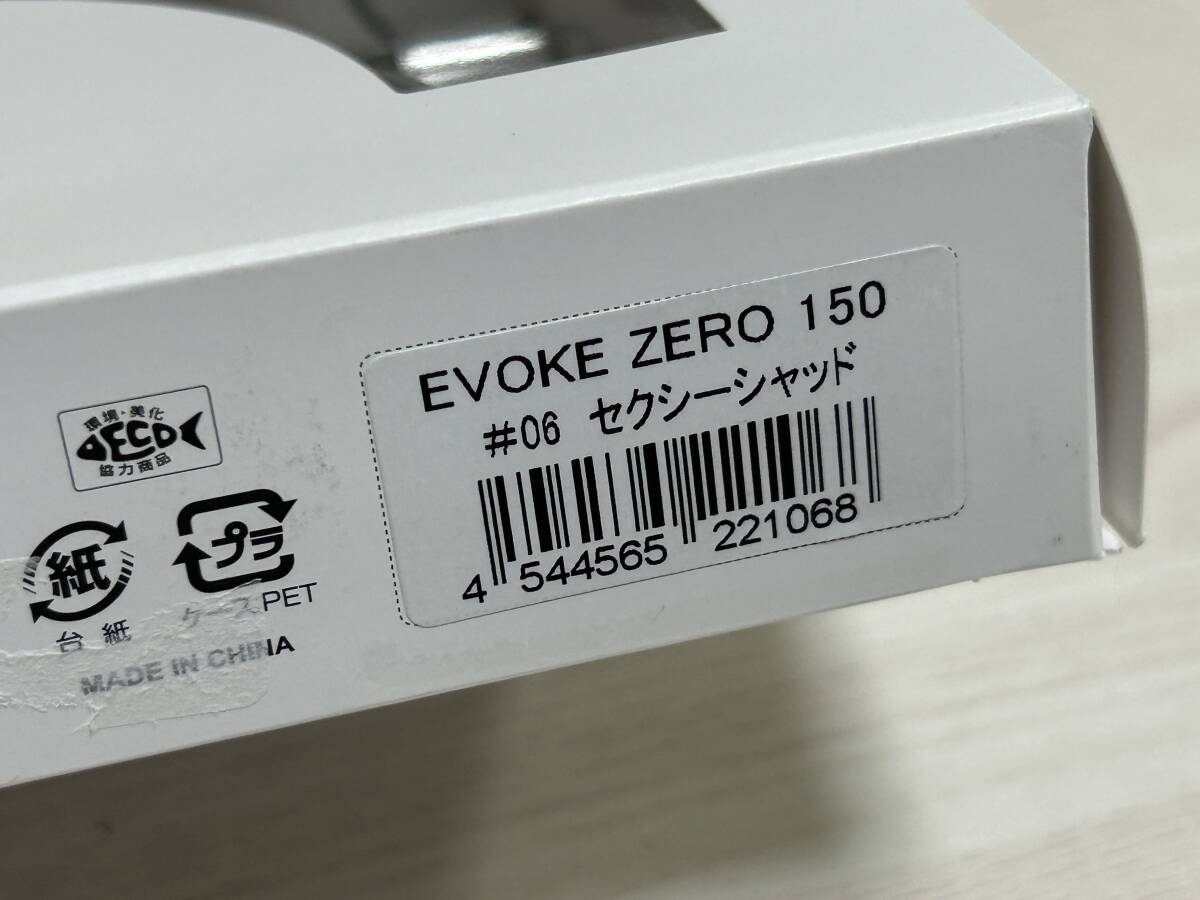 EVOKE ZERO 150
#06 セクシーシャッド
4 544565 221068
環境・美化
ECO
協力商品
紙
プラ
台紙
ケース PET
MADE IN CHINA